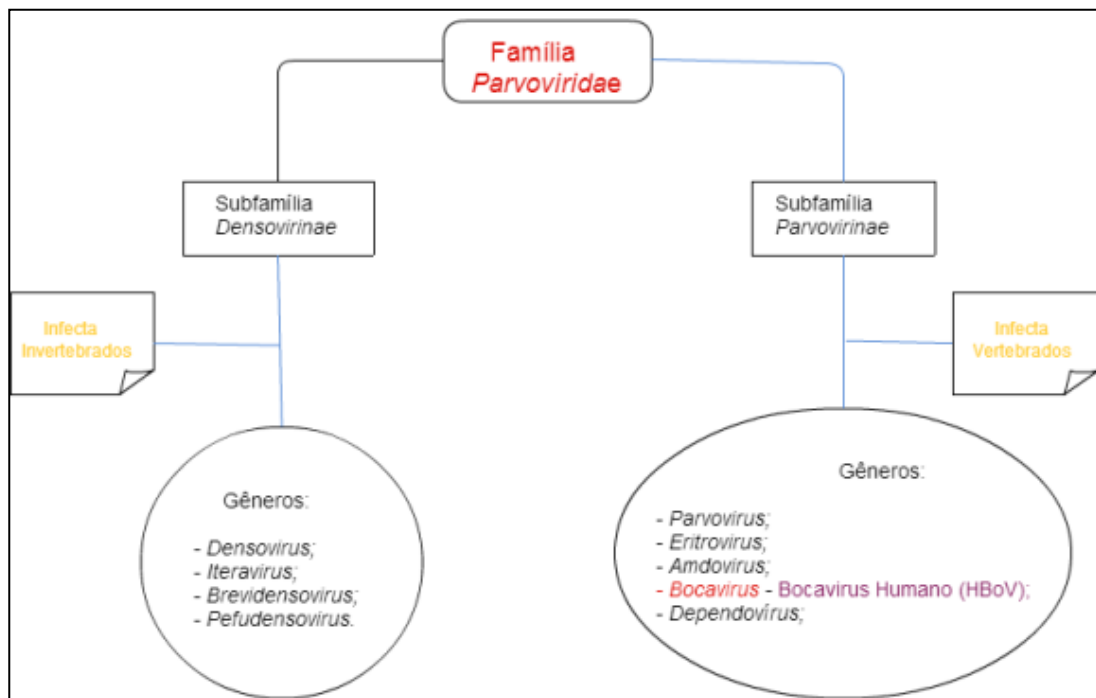 Família
Parvoviridae
Subfamília
Densovirinae
Subfamília
Parvovirinae
Infecta
Invertebrados
Infecta
Vertebrados
Gêneros:
- Densovirus;
- Iteravirus;
- Brevidensovirus;
- Pefudensovirus.
Gêneros:
- Parvovirus;
- Eritrovirus;
- Amdovirus;
- Bocavirus - Bocavirus Humano (HBoV);
- Dependovírus;